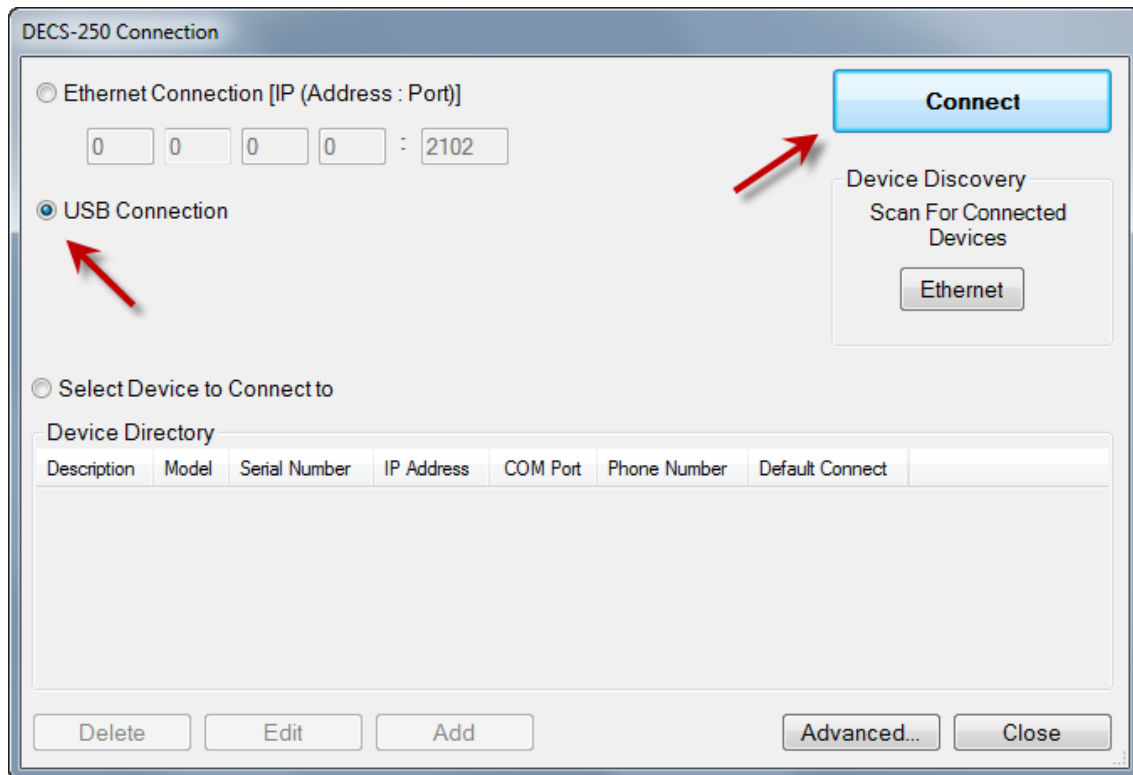 DECS-250 Connection
Ethernet Connection [IP (Address : Port)]
0 0 0 0 : 2102
Connect
USB Connection
Device Discovery
Scan For Connected
Devices
Ethernet
Select Device to Connect to
Device Directory
Description Model Serial Number IP Address COM Port Phone Number Default Connect
Delete Edit Add Advanced... Close